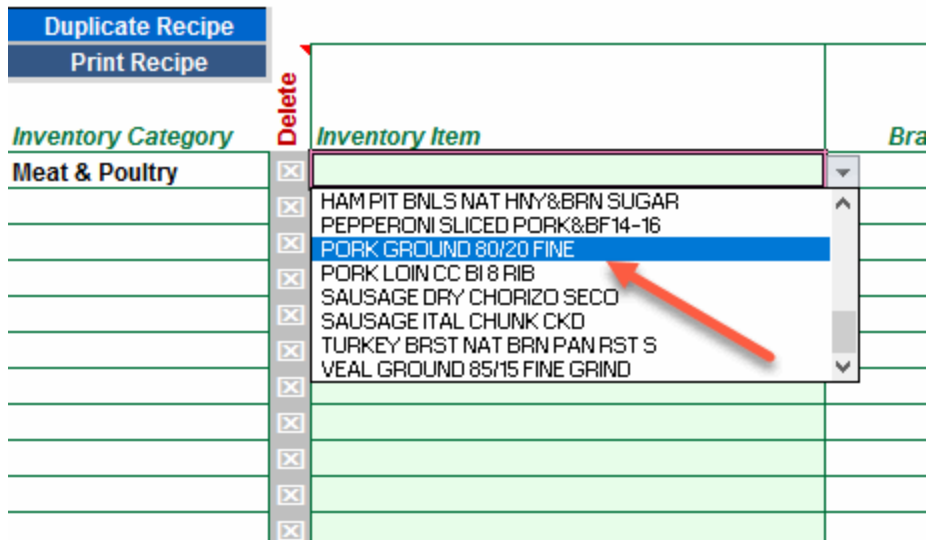 Duplicate Recipe
Print Recipe
Delete
Inventory Category
Inventory Item
Bra
Meat & Poultry
HAM PIT BNLS NAT HNY&BRN SUGAR
PEPPERONI SLICED PORK&BF14-16
PORK GROUND 80/20 FINE
PORK LOIN CC BI 8 RIB
SAUSAGE DRY CHORIZO SECO
SAUSAGE ITAL CHUNK CKD
TURKEY BRST NAT BRN PAN RST S
VEAL GROUND 85/15 FINE GRIND